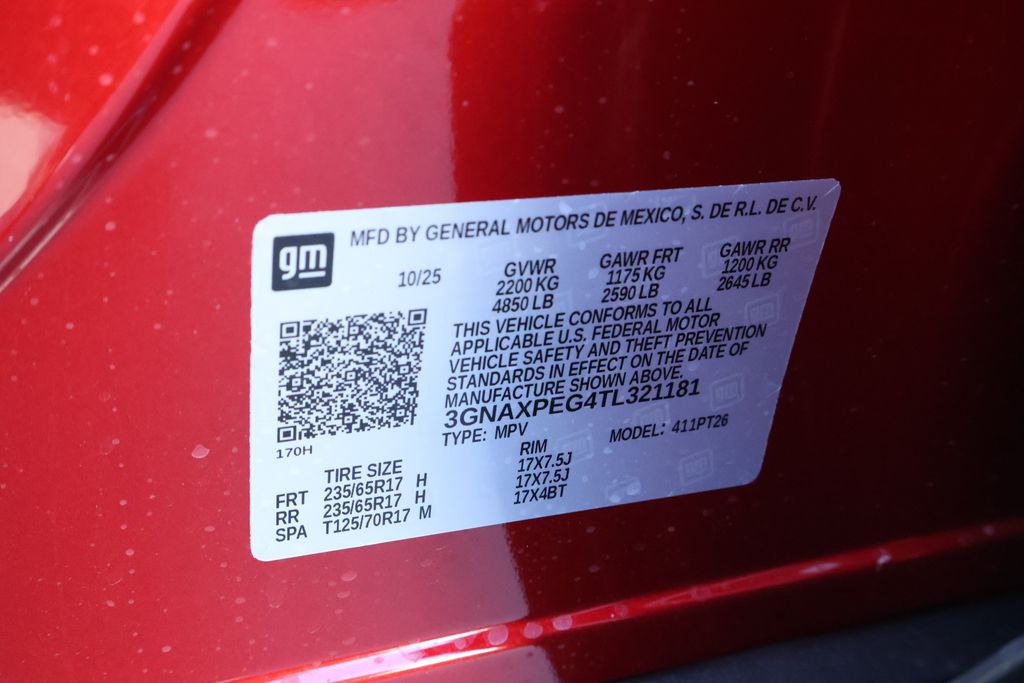 gm MFD BY GENERAL MOTORS DE MEXICO, S. DE R.L. DE C.V.
10/25
GVWR
2200 KG
4850 LB
GAWR FRT
1175 KG
2590 LB
GAWR RR
1200 KG
2645 LB
THIS VEHICLE CONFORMS TO ALL
APPLICABLE U.S. FEDERAL MOTOR
VEHICLE SAFETY AND THEFT PREVENTION
STANDARDS IN EFFECT ON THE DATE OF
MANUFACTURE SHOWN ABOVE.
3GNAXPEG4TL321181
TYPE: MPV MODEL: 411PT26
170H
TIRE SIZE RIM
FRT 235/65R17 H 17X7.5J
RR 235/65R17 H 17X7.5J
SPA T125/70R17 M 17X4BT